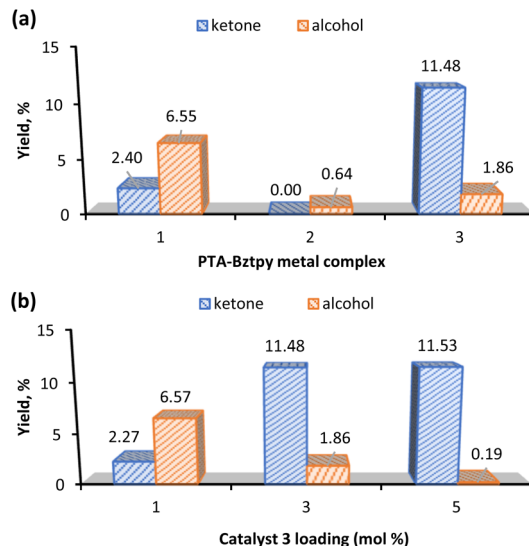 (a)
ketone alcohol
15
10
5
0
Yield, %
2.40 6.55 0.00 0.64 11.48 1.86
1 2 3
PTA-Bztpy metal complex
(b)
ketone alcohol
15
10
5
0
Yield, %
2.27 6.57 11.48 1.86 11.53 0.19
1 3 5
Catalyst 3 loading (mol %)